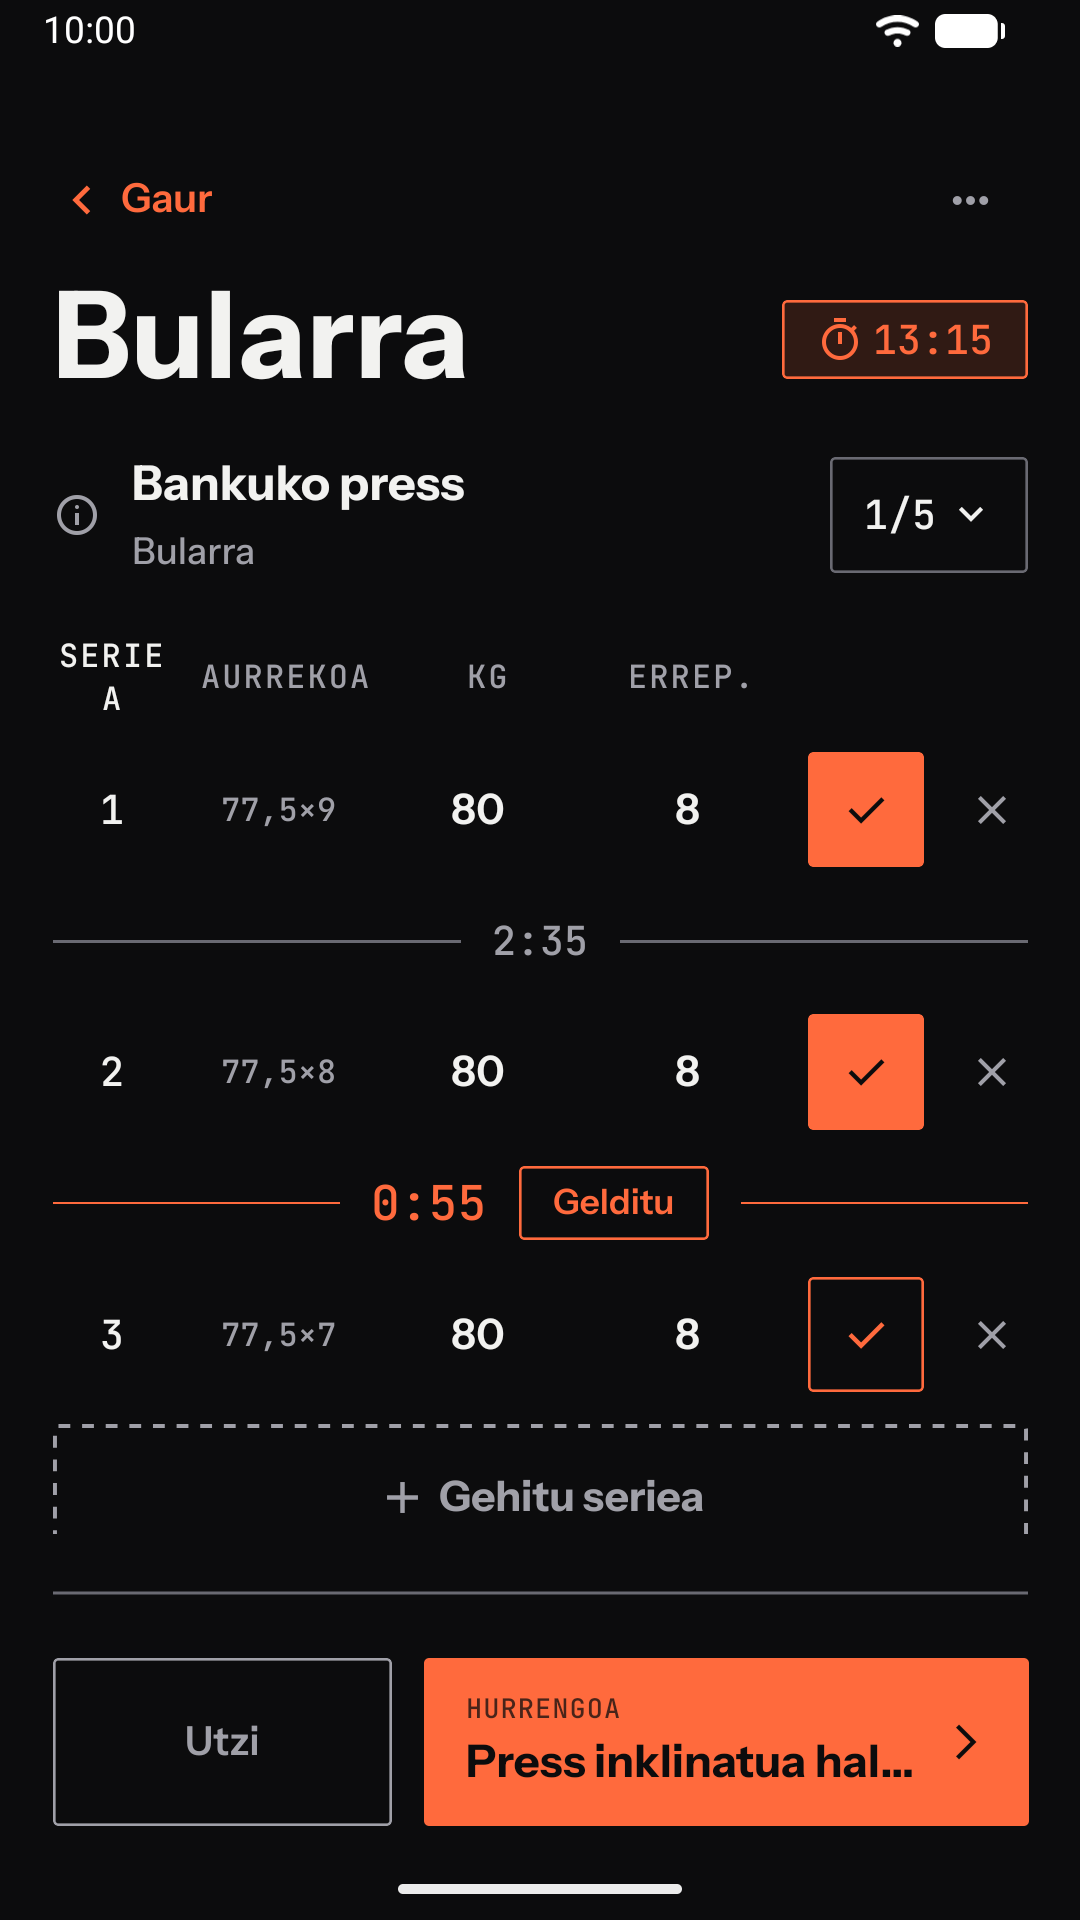 10:00
Gaur
Bularra
13:15
Bankuko press
Bularra
1/5
SERIE
A
AURREKOA KG ERREP.
1 77,5×9 80 8
2:35
2 77,5×8 80 8
0:55 Gelditu
3 77,5×7 80 8
+ Gehitu seriea
Utzi
HURRENGOA
Press inklinatua hal...